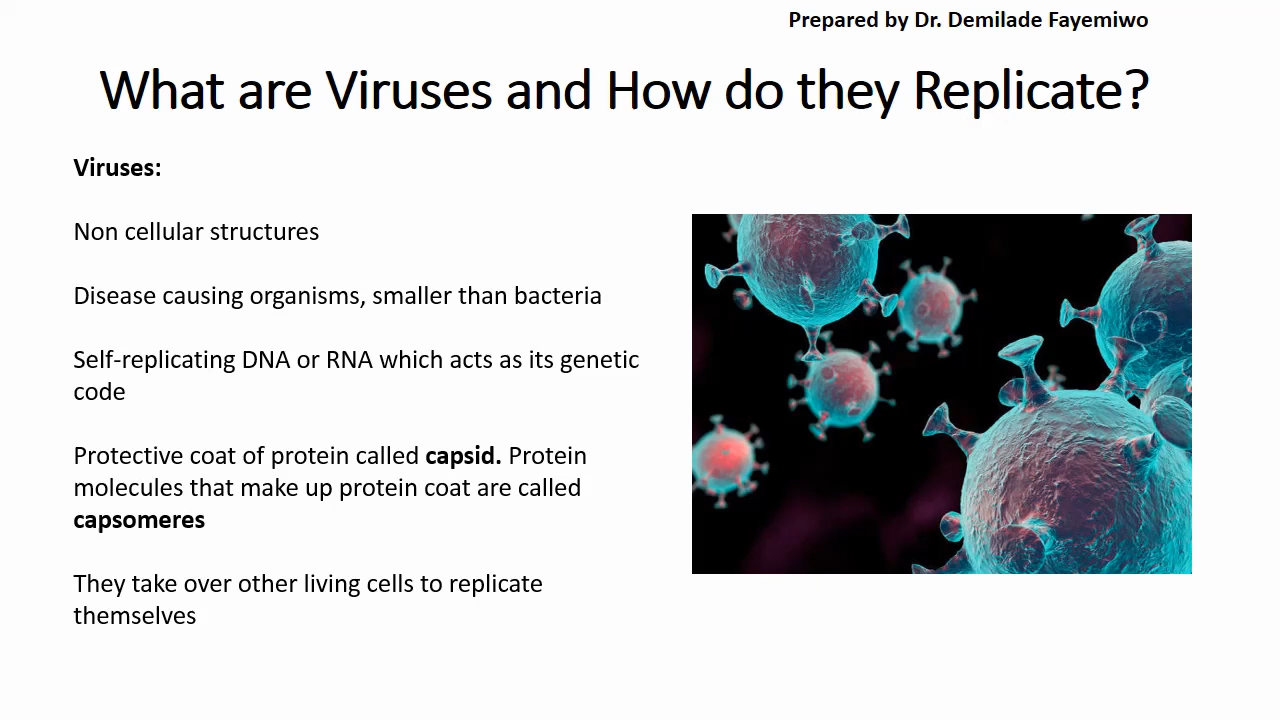 Prepared by Dr. Demilade Fayemiwo
What are Viruses and How do they Replicate?
Viruses:
Non cellular structures
Disease causing organisms, smaller than bacteria
Self-replicating DNA or RNA which acts as its genetic
code
Protective coat of protein called capsid. Protein
molecules that make up protein coat are called
capsomeres
They take over other living cells to replicate
themselves